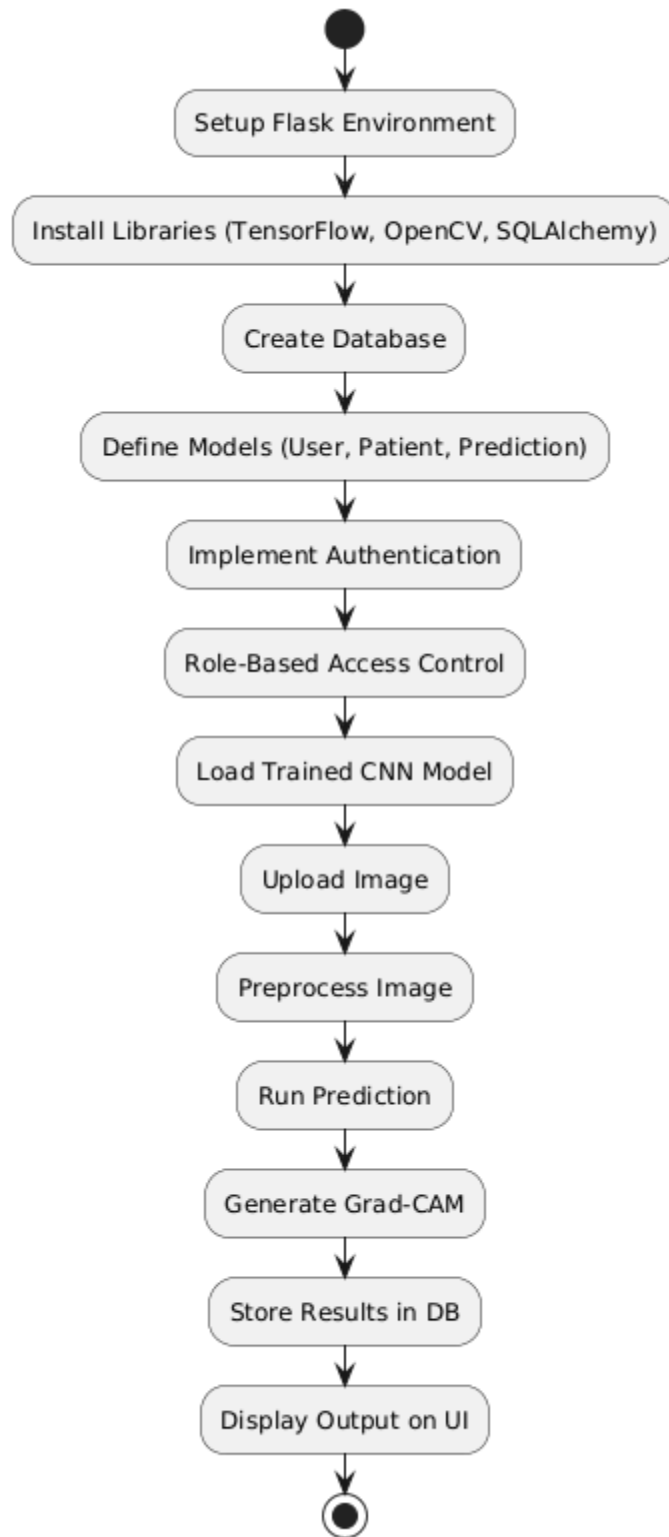 Setup Flask Environment
Install Libraries (TensorFlow, OpenCV, SQLAlchemy)
Create Database
Define Models (User, Patient, Prediction)
Implement Authentication
Role-Based Access Control
Load Trained CNN Model
Upload Image
Preprocess Image
Run Prediction
Generate Grad-CAM
Store Results in DB
Display Output on UI